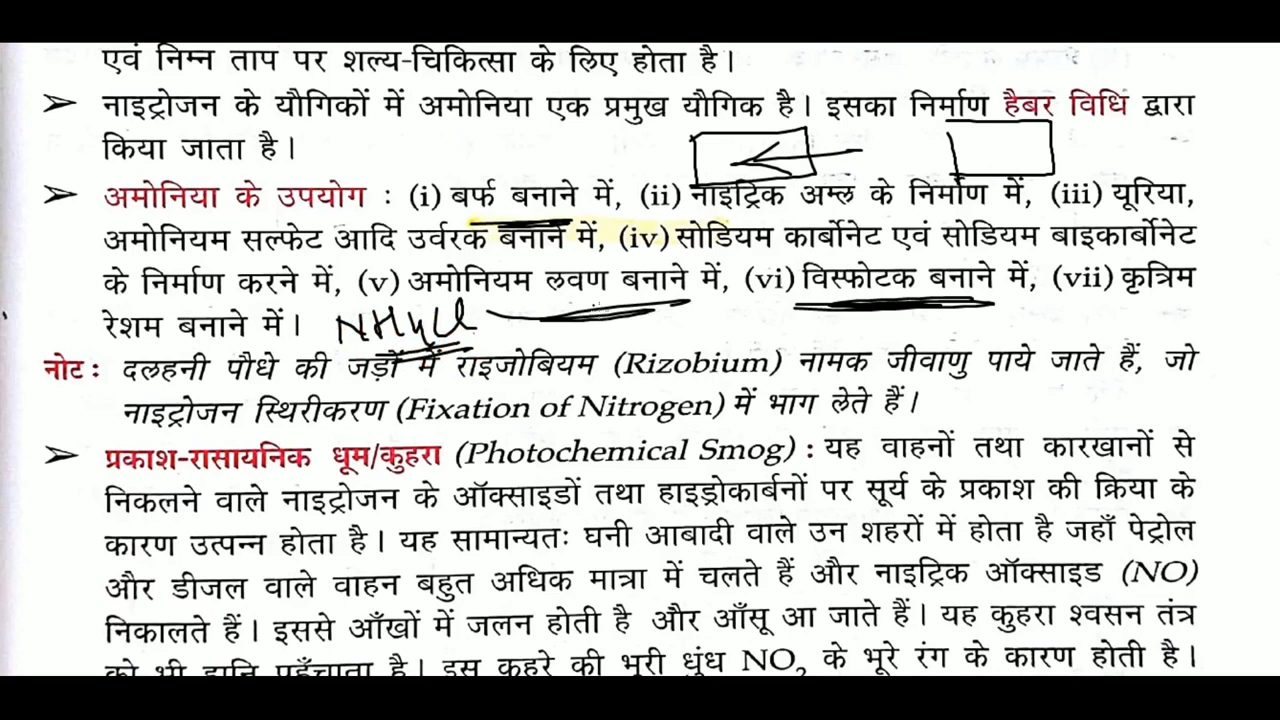 एवं निम्न ताप पर शल्य-चिकित्सा के लिए होता है।
➢ नाइट्रोजन के यौगिकों में अमोनिया एक प्रमुख यौगिक है। इसका निर्माण हैबर विधि द्वारा
किया जाता है।
➢ अमोनिया के उपयोग : (i) बर्फ बनाने में, (ii) नाइट्रिक अम्ल के निर्माण में, (iii) यूरिया,
अमोनियम सल्फेट आदि उर्वरक बनाने में, (iv) सोडियम कार्बोनेट एवं सोडियम बाइकार्बोनेट
के निर्माण करने में, (v) अमोनियम लवण बनाने में, (vi) विस्फोटक बनाने में, (vii) कृत्रिम
रेशम बनाने में। NH4Cl
नोट : दलहनी पौधे की जड़ों में राइजोबियम (Rizobium) नामक जीवाणु पाये जाते हैं, जो
नाइट्रोजन स्थिरीकरण (Fixation of Nitrogen) में भाग लेते हैं।
➢ प्रकाश-रासायनिक धूम/कुहरा (Photochemical Smog) : यह वाहनों तथा कारखानों से
निकलने वाले नाइट्रोजन के ऑक्साइडों तथा हाइड्रोकार्बनों पर सूर्य के प्रकाश की क्रिया के
कारण उत्पन्न होता है। यह सामान्यतः घनी आबादी वाले उन शहरों में होता है जहाँ पेट्रोल
और डीजल वाले वाहन बहुत अधिक मात्रा में चलते हैं और नाइट्रिक ऑक्साइड (NO)
निकालते हैं। इससे आँखों में जलन होती है और आँसू आ जाते हैं। यह कुहरा श्वसन तंत्र
को भी हानि पहुँचाता है। इस कुहरे की भूरी धुंध NO2 के भूरे रंग के कारण होती है।